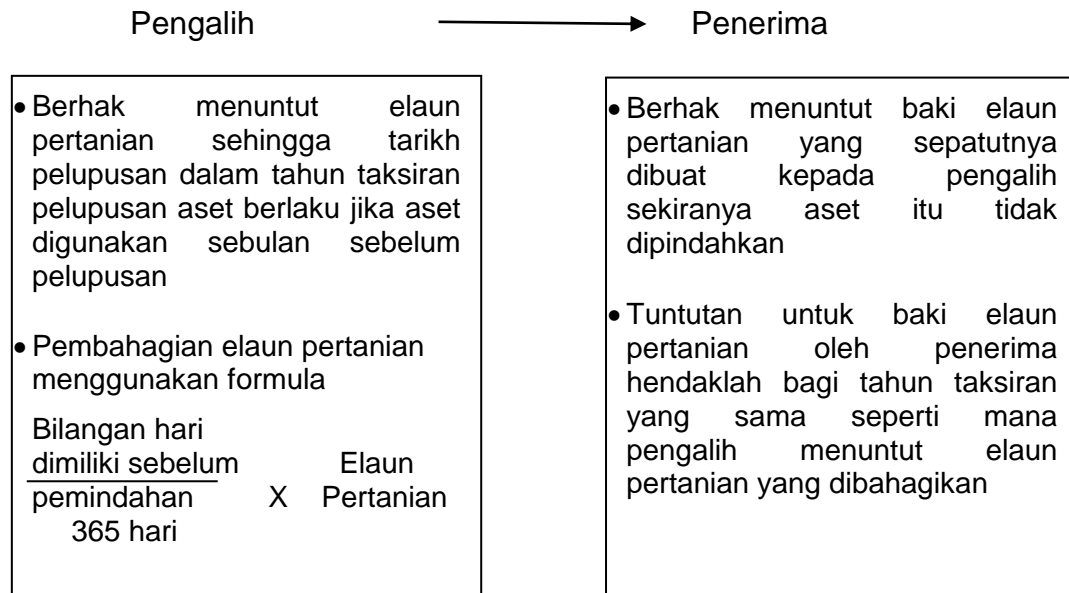 Pengalih
Penerima
• Berhak menuntut elaun
pertanian sehingga tarikh
pelupusan dalam tahun taksiran
pelupusan aset berlaku jika aset
digunakan sebulan sebelum
pelupusan
• Pembahagian elaun pertanian
menggunakan formula
Bilangan hari
dimiliki sebelum Elaun
pemindahan X Pertanian
365 hari
• Berhak menuntut baki elaun
pertanian yang sepatutnya
dibuat kepada pengalih
sekiranya aset itu tidak
dipindahkan
• Tuntutan untuk baki elaun
pertanian oleh penerima
hendaklah bagi tahun taksiran
yang sama seperti mana
pengalih menuntut elaun
pertanian yang dibahagikan